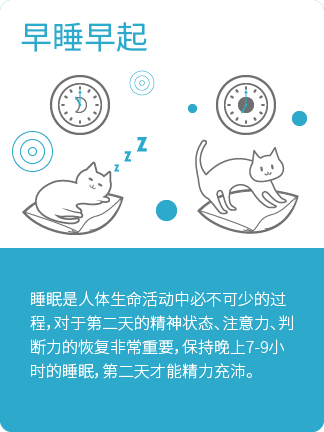 早睡早起
z
z
z
睡眠是人体生命活动中必不可少的过
程，对于第二天的精神状态、注意力、判
断力的恢复非常重要，保持晚上7-9小
时的睡眠，第二天才能精力充沛。